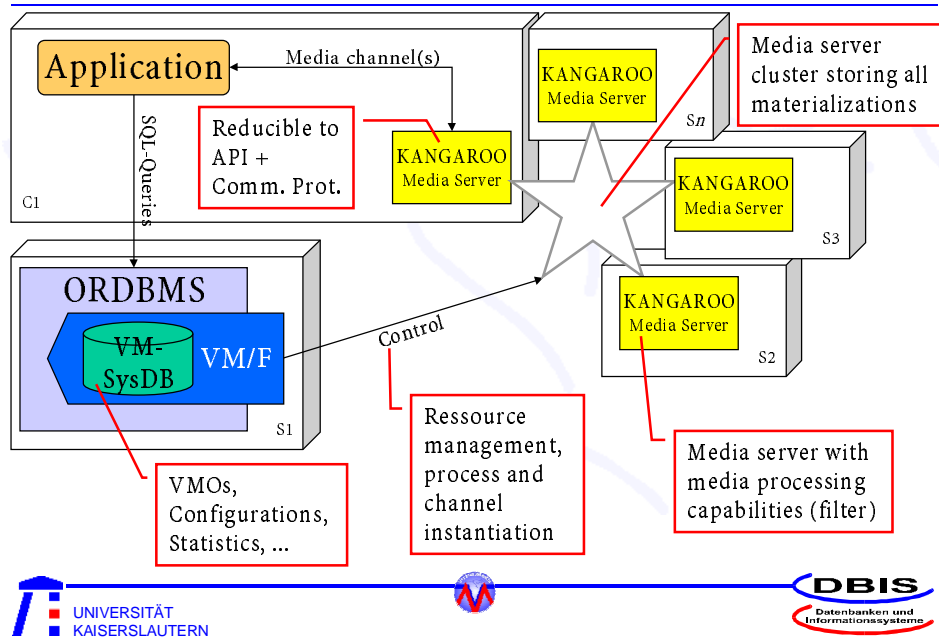 Application
Media channel(s)
SQL-Queries
Reducible to
API +
Comm. Prot.
KANGAROO
Media Server
C1
KANGAROO
Media Server
Sn
Media server
cluster storing all
materializations
KANGAROO
Media Server
S3
KANGAROO
Media Server
S2
ORDBMS
VM-
SysDB
VM/F
S1
Control
VMOs,
Configurations,
Statistics, ...
Ressource
management,
process and
channel
instantiation
Media server with
media processing
capabilities (filter)
UNIVERSITÄT
KAISERSLAUTERN
DBIS
Datenbanken und
Informationssysteme